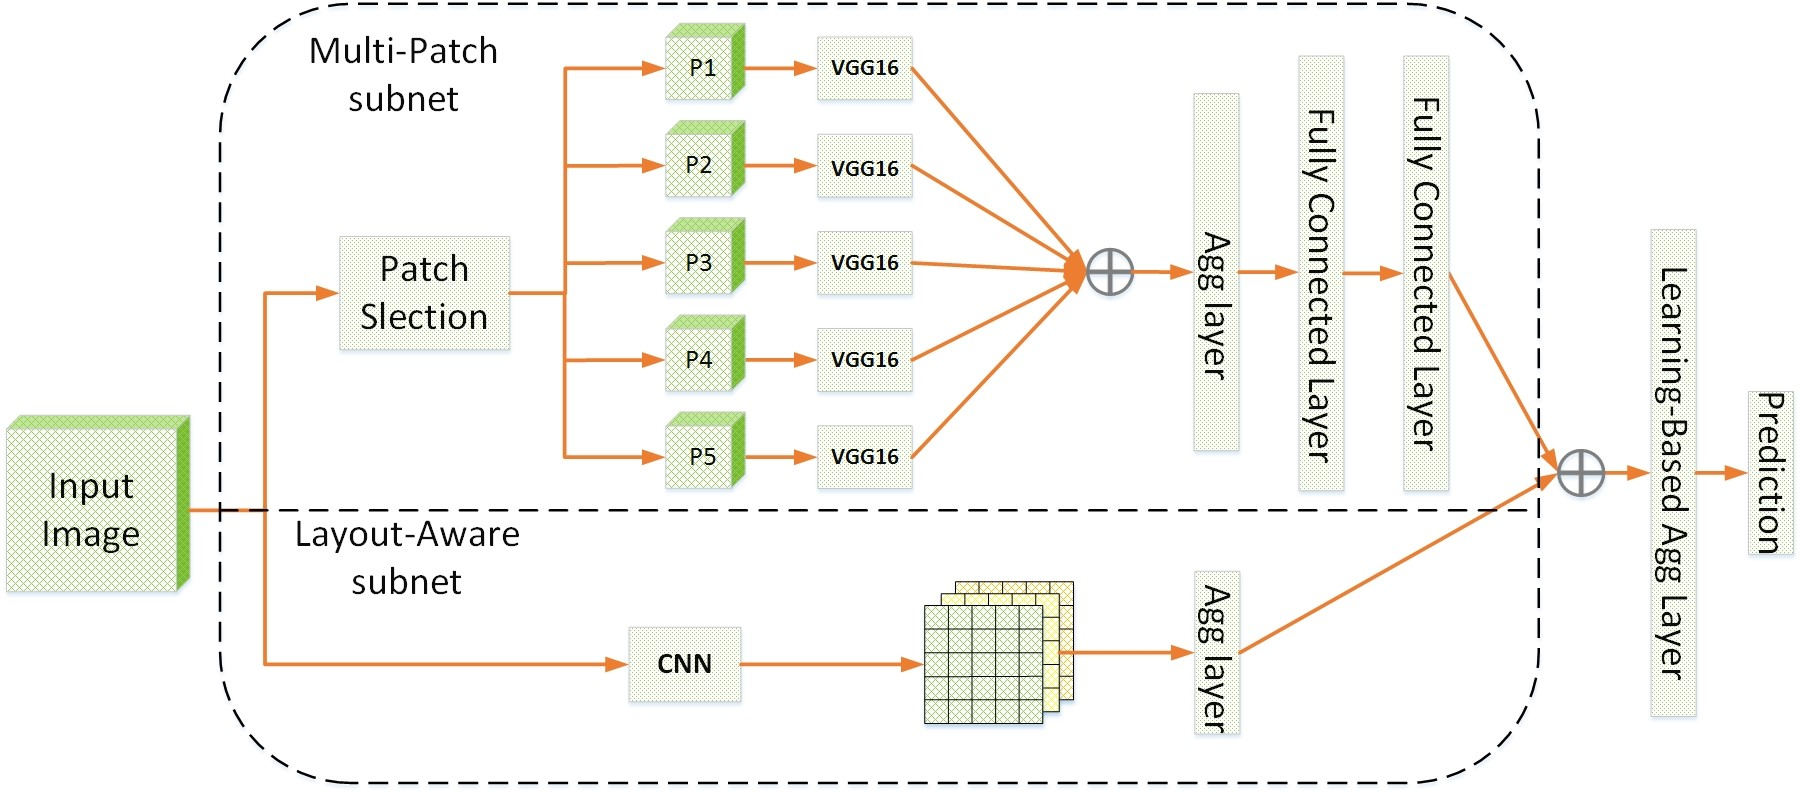 Multi-Patch
subnet
P1
VGG16
P2
VGG16
P3
VGG16
P4
VGG16
P5
VGG16
Patch
Slection
Agg layer
Fully Connected Layer
Fully Connected Layer
Input
Image
Layout-Aware
subnet
CNN
Agg layer
Learning-Based Agg Layer
Prediction